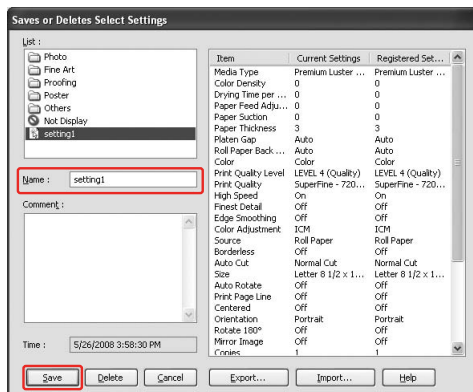 Saves or Deletes Select Settings
List :
Photo
Fine Art
Proofing
Poster
Others
Not Display
setting1
Name : setting1
Comment :
Time : 5/26/2008 3:58:30 PM
Item Current Settings Registered Set...
Media Type Premium Luster ... Premium Luster ...
Color Density 0 0
Drying Time per ... 0 0
Paper Feed Adju... 0 0
Paper Suction 0 0
Paper Thickness 3 3
Platen Gap Auto Auto
Roll Paper Back ... Auto Auto
Color Color Color
Print Quality Level LEVEL 4 (Quality) LEVEL 4 (Quality)
Print Quality SuperFine - 720... SuperFine - 720...
High Speed On On
Finest Detail Off Off
Edge Smoothing Off Off
Color Adjustment ICM ICM
Source Roll Paper Roll Paper
Borderless Off Off
Auto Cut Normal Cut Normal Cut
Size Letter 8 1/2 x 1... Letter 8 1/2 x 1...
Auto Rotate Off Off
Print Page Line Off Off
Centered Off Off
Orientation Portrait Portrait
Rotate 180° Off Off
Mirror Image Off Off
Copies 1 1
Save Delete Cancel Export... Import... Help